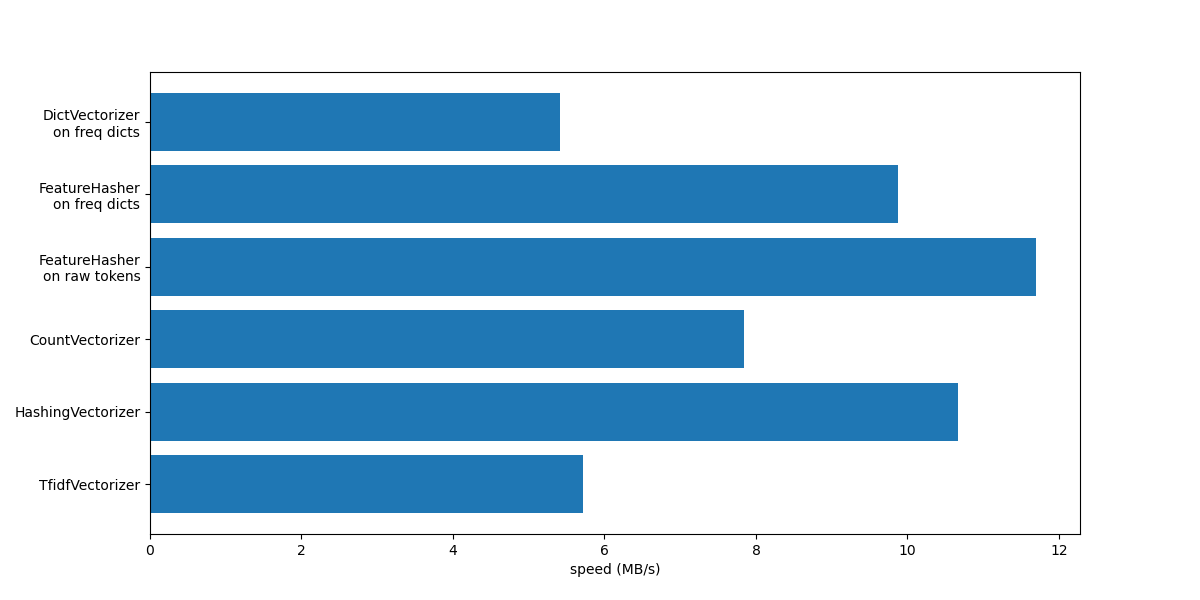 DictVectorizer
on freq dicts
FeatureHasher
on freq dicts
FeatureHasher
on raw tokens
CountVectorizer
HashingVectorizer
TfidfVectorizer
0 2 4 6 8 10 12
speed (MB/s)